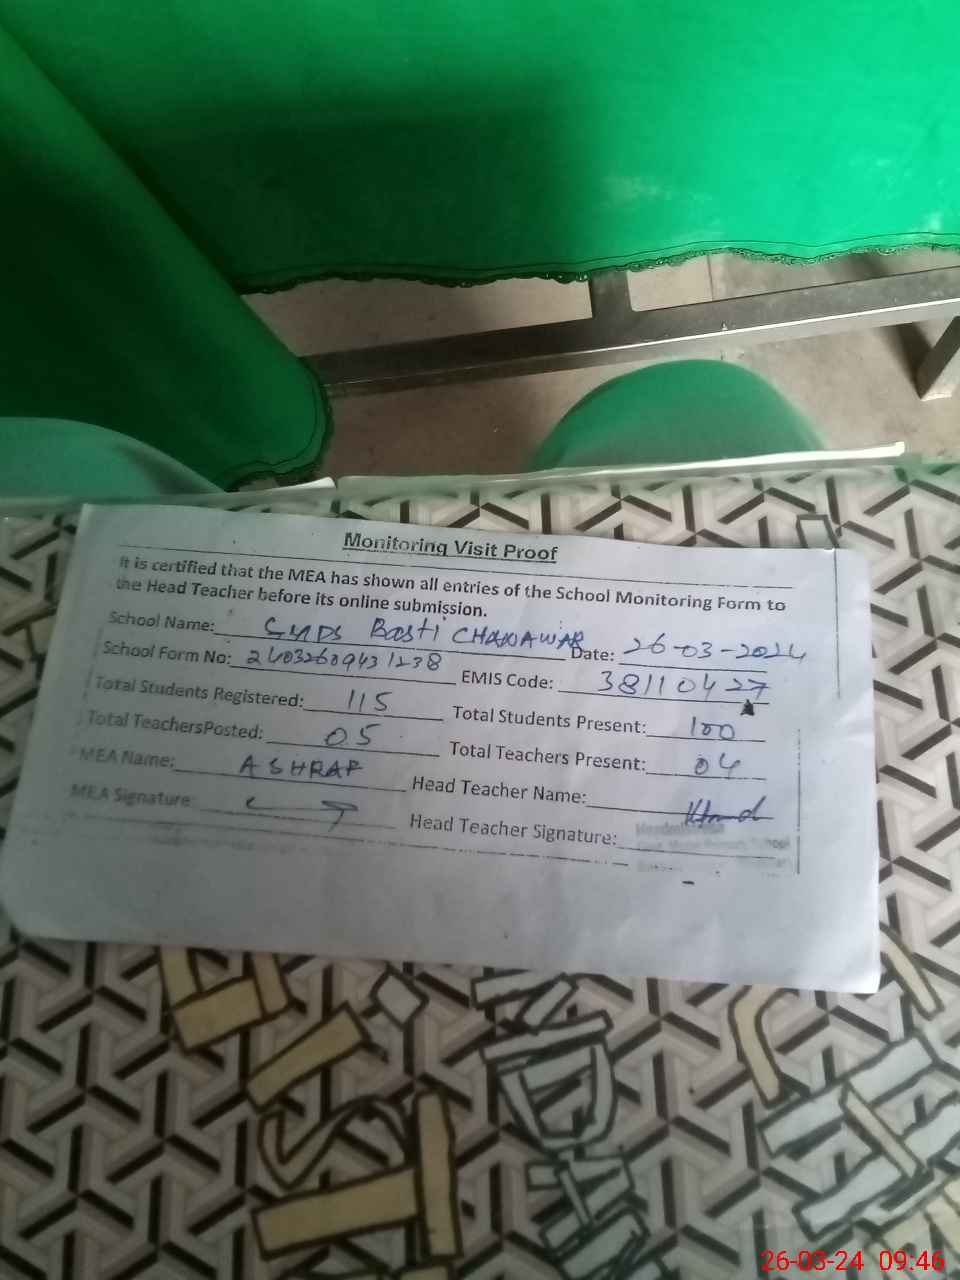 Monitoring Visit Proof
It is certified that the MEA has shown all entries of the School Monitoring Form to
the Head Teacher before its online submission.
School Name: GMPS Basti CHANAWAR Date: 26-03-2024
School Form No: 24032609431238 EMIS Code: 38110427
Total Students Registered: 115 Total Students Present: 100
Total TeachersPosted: 05 Total Teachers Present: 04
MEA Name: ASHRAF Head Teacher Name:
MEA Signature: Head Teacher Signature:
26-03-24 09:46